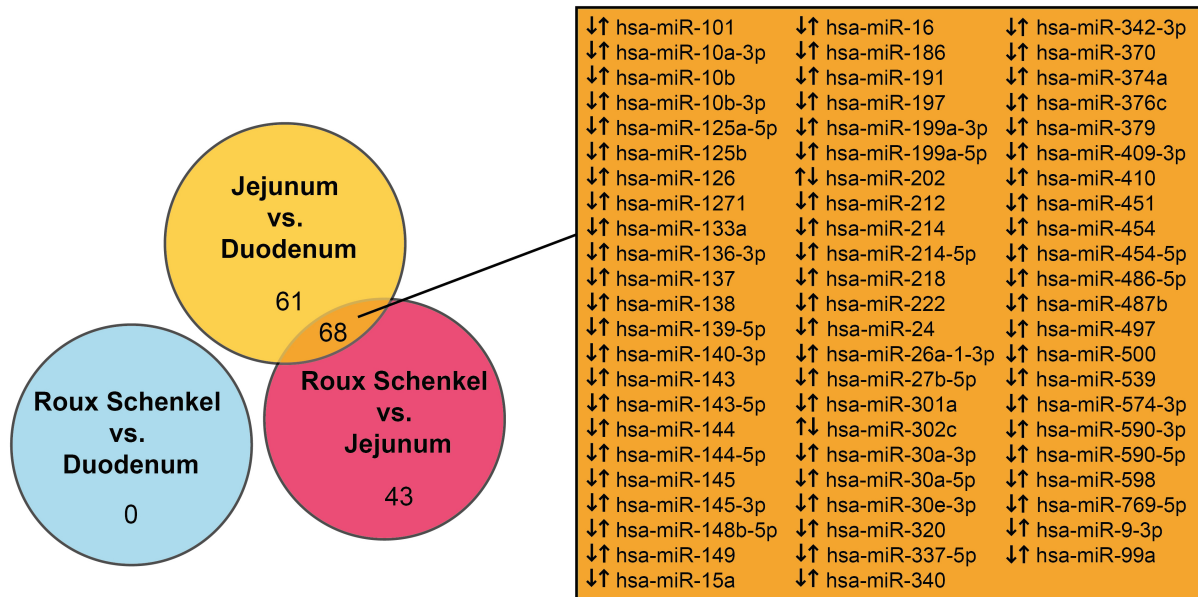 Jejunum
vs.
Duodenum
61
68
Roux Schenkel
vs.
Jejunum
43
Roux Schenkel
vs.
Duodenum
0
↓↑ hsa-miR-101
↓↑ hsa-miR-10a-3p
↓↑ hsa-miR-10b
↓↑ hsa-miR-10b-3p
↓↑ hsa-miR-125a-5p
↓↑ hsa-miR-125b
↓↑ hsa-miR-126
↓↑ hsa-miR-1271
↓↑ hsa-miR-133a
↓↑ hsa-miR-136-3p
↓↑ hsa-miR-137
↓↑ hsa-miR-138
↓↑ hsa-miR-139-5p
↓↑ hsa-miR-140-3p
↓↑ hsa-miR-143
↓↑ hsa-miR-143-5p
↓↑ hsa-miR-144
↓↑ hsa-miR-144-5p
↓↑ hsa-miR-145
↓↑ hsa-miR-145-3p
↓↑ hsa-miR-148b-5p
↓↑ hsa-miR-149
↓↑ hsa-miR-15a
↓↑ hsa-miR-16
↓↑ hsa-miR-186
↓↑ hsa-miR-191
↓↑ hsa-miR-197
↓↑ hsa-miR-199a-3p
↓↑ hsa-miR-199a-5p
↑↓ hsa-miR-202
↓↑ hsa-miR-212
↓↑ hsa-miR-214
↓↑ hsa-miR-214-5p
↓↑ hsa-miR-218
↓↑ hsa-miR-222
↓↑ hsa-miR-24
↓↑ hsa-miR-26a-1-3p
↓↑ hsa-miR-27b-5p
↓↑ hsa-miR-301a
↑↓ hsa-miR-302c
↓↑ hsa-miR-30a-3p
↓↑ hsa-miR-30a-5p
↓↑ hsa-miR-30e-3p
↓↑ hsa-miR-320
↓↑ hsa-miR-337-5p
↓↑ hsa-miR-340
↓↑ hsa-miR-342-3p
↓↑ hsa-miR-370
↓↑ hsa-miR-374a
↓↑ hsa-miR-376c
↓↑ hsa-miR-379
↓↑ hsa-miR-409-3p
↓↑ hsa-miR-410
↓↑ hsa-miR-451
↓↑ hsa-miR-454
↓↑ hsa-miR-454-5p
↓↑ hsa-miR-486-5p
↓↑ hsa-miR-487b
↓↑ hsa-miR-497
↓↑ hsa-miR-500
↓↑ hsa-miR-539
↓↑ hsa-miR-574-3p
↓↑ hsa-miR-590-3p
↓↑ hsa-miR-590-5p
↓↑ hsa-miR-598
↓↑ hsa-miR-769-5p
↓↑ hsa-miR-9-3p
↓↑ hsa-miR-99a